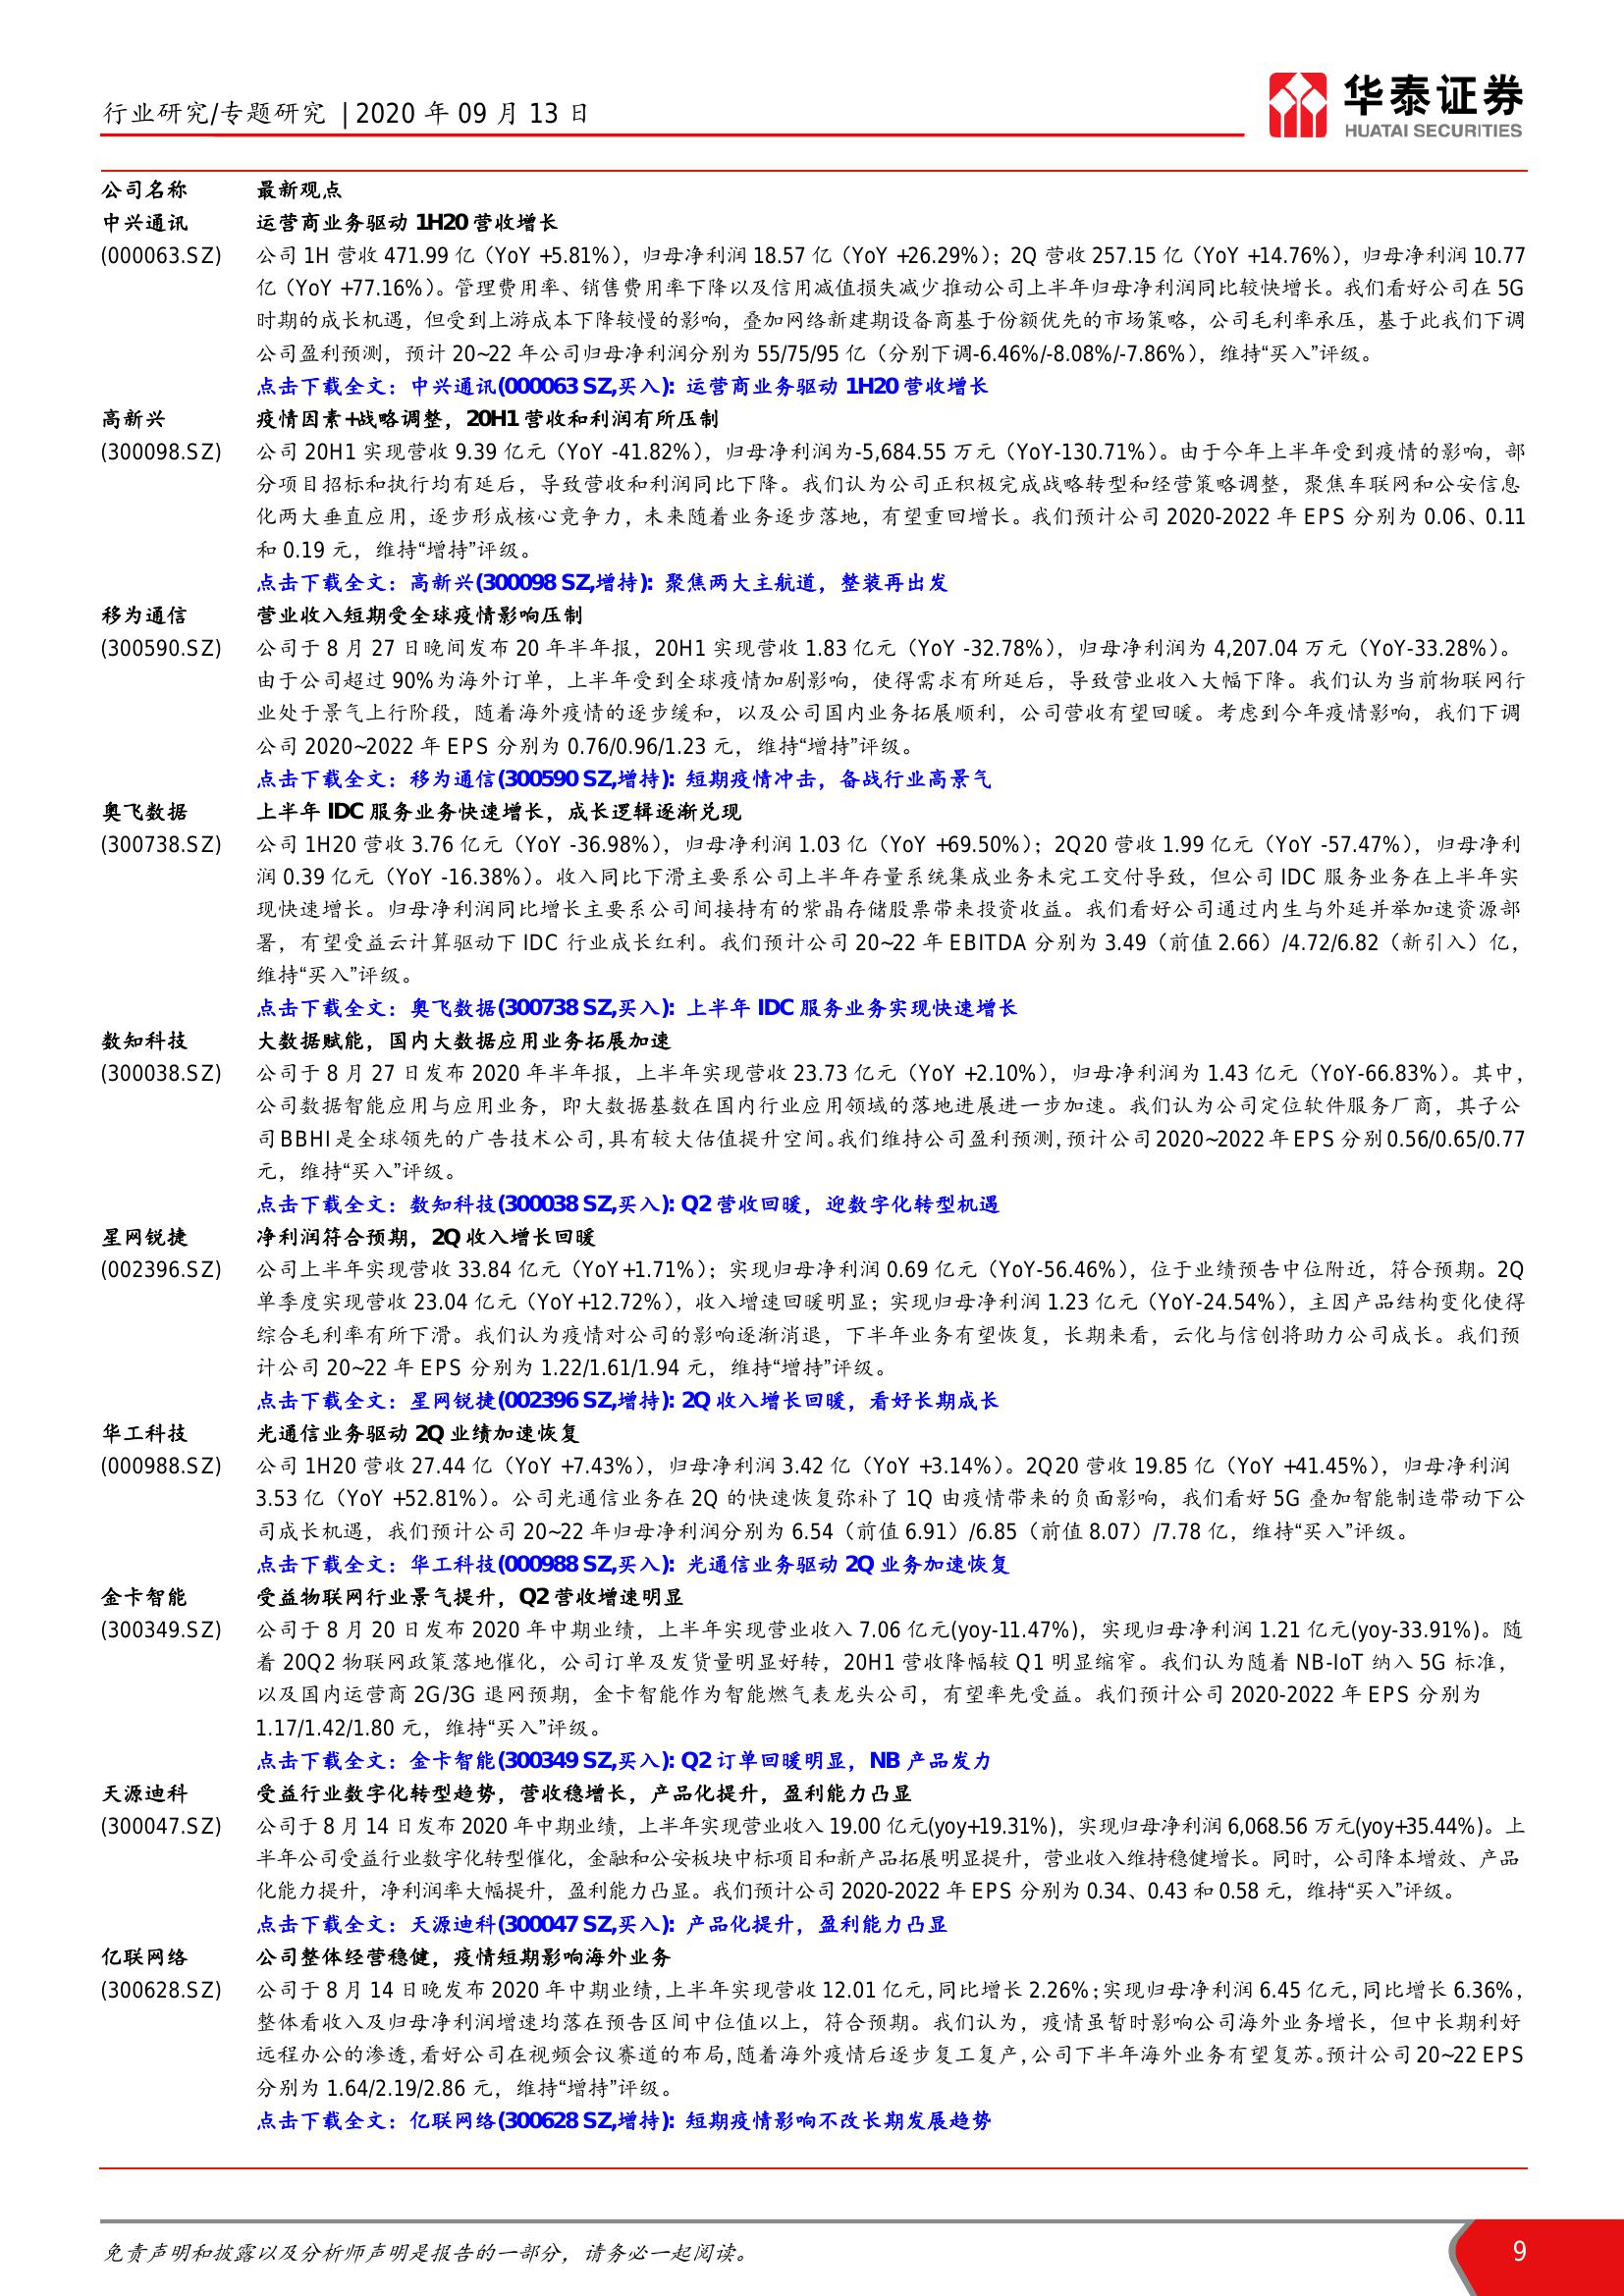 行业研究/专题研究 | 2020 年 09 月 13 日
华泰证券
HUATAI SECURITIES
公司名称 最新观点
中兴通讯 运营商业务驱动 1H20 营收增长
(000063.SZ) 公司 1H 营收 471.99 亿（YoY +5.81%），归母净利润 18.57 亿（YoY +26.29%）；2Q 营收 257.15 亿（YoY +14.76%），归母净利润 10.77
亿（YoY +77.16%）。管理费用率、销售费用率下降以及信用减值损失减少推动公司上半年归母净利润同比较快增长。我们看好公司在 5G
时期的成长机遇，但受到上游成本下降较慢的影响，叠加网络新建期设备商基于份额优先的市场策略，公司毛利率承压，基于此我们下调
公司盈利预测，预计 20~22 年公司归母净利润分别为 55/75/95 亿（分别下调-6.46%/-8.08%/-7.86%），维持“买入”评级。
点击下载全文：中兴通讯(000063 SZ,买入): 运营商业务驱动 1H20 营收增长
高新兴 疫情因素+战略调整，20H1 营收和利润有所压制
(300098.SZ) 公司 20H1 实现营收 9.39 亿元（YoY -41.82%），归母净利润为-5,684.55 万元（YoY-130.71%）。由于今年上半年受到疫情的影响，部
分项目招标和执行均有延后，导致营收和利润同比下降。我们认为公司正积极完成战略转型和经营策略调整，聚焦车联网和公安信息
化两大垂直应用，逐步形成核心竞争力，未来随着业务逐步落地，有望重回增长。我们预计公司 2020-2022 年 EPS 分别为 0.06、0.11
和 0.19 元，维持“增持”评级。
点击下载全文：高新兴(300098 SZ,增持): 聚焦两大主航道，整装再出发
移为通信 营业收入短期受全球疫情影响压制
(300590.SZ) 公司于 8 月 27 日晚间发布 20 年半年报，20H1 实现营收 1.83 亿元（YoY -32.78%），归母净利润为 4,207.04 万元（YoY-33.28%）。
由于公司超过 90%为海外订单，上半年受到全球疫情加剧影响，使得需求有所延后，导致营业收入大幅下降。我们认为当前物联网行
业处于景气上行阶段，随着海外疫情的逐步缓和，以及公司国内业务拓展顺利，公司营收有望回暖。考虑到今年疫情影响，我们下调
公司 2020~2022 年 EPS 分别为 0.76/0.96/1.23 元，维持“增持”评级。
点击下载全文：移为通信(300590 SZ,增持): 短期疫情冲击，备战行业高景气
奥飞数据 上半年 IDC 服务业务快速增长，成长逻辑逐渐兑现
(300738.SZ) 公司 1H20 营收 3.76 亿元（YoY -36.98%），归母净利润 1.03 亿（YoY +69.50%）；2Q20 营收 1.99 亿元（YoY -57.47%），归母净利
润 0.39 亿元（YoY -16.38%）。收入同比下滑主要系公司上半年存量系统集成业务未完工交付导致，但公司 IDC 服务业务在上半年实
现快速增长。归母净利润同比增长主要系公司间接持有的紫晶存储股票带来投资收益。我们看好公司通过内生与外延并举加速资源部
署，有望受益云计算驱动下 IDC 行业成长红利。我们预计公司 20~22 年 EBITDA 分别为 3.49（前值 2.66）/4.72/6.82（新引入）亿，
维持“买入”评级。
点击下载全文：奥飞数据(300738 SZ,买入): 上半年 IDC 服务业务实现快速增长
数知科技 大数据赋能，国内大数据应用业务拓展加速
(300038.SZ) 公司于 8 月 27 日发布 2020 年半年报，上半年实现营收 23.73 亿元（YoY +2.10%），归母净利润为 1.43 亿元（YoY-66.83%）。其中，
公司数据智能应用与应用业务，即大数据基数在国内行业应用领域的落地进展进一步加速。我们认为公司定位软件服务厂商，其子公
司 BBHI 是全球领先的广告技术公司，具有较大估值提升空间。我们维持公司盈利预测，预计公司 2020~2022 年 EPS 分别 0.56/0.65/0.77
元，维持“买入”评级。
点击下载全文：数知科技(300038 SZ,买入): Q2 营收回暖，迎数字化转型机遇
星网锐捷 净利润符合预期，2Q 收入增长回暖
(002396.SZ) 公司上半年实现营收 33.84 亿元（YoY+1.71%）；实现归母净利润 0.69 亿元（YoY-56.46%），位于业绩预告中位附近，符合预期。2Q
单季度实现营收 23.04 亿元（YoY+12.72%），收入增速回暖明显；实现归母净利润 1.23 亿元（YoY-24.54%），主因产品结构变化使得
综合毛利率有所下滑。我们认为疫情对公司的影响逐渐消退，下半年业务有望恢复，长期来看，云化与信创将助力公司成长。我们预
计公司 20~22 年 EPS 分别为 1.22/1.61/1.94 元，维持“增持”评级。
点击下载全文：星网锐捷(002396 SZ,增持): 2Q 收入增长回暖，看好长期成长
华工科技 光通信业务驱动 2Q 业绩加速恢复
(000988.SZ) 公司 1H20 营收 27.44 亿（YoY +7.43%），归母净利润 3.42 亿（YoY +3.14%）。2Q20 营收 19.85 亿（YoY +41.45%），归母净利润
3.53 亿（YoY +52.81%）。公司光通信业务在 2Q 的快速恢复弥补了 1Q 由疫情带来的负面影响，我们看好 5G 叠加智能制造带动下公
司成长机遇，我们预计公司 20~22 年归母净利润分别为 6.54（前值 6.91）/6.85（前值 8.07）/7.78 亿，维持“买入”评级。
点击下载全文：华工科技(000988 SZ,买入): 光通信业务驱动 2Q 业务加速恢复
金卡智能 受益物联网行业景气提升，Q2 营收增速明显
(300349.SZ) 公司于 8 月 20 日发布 2020 年中期业绩，上半年实现营业收入 7.06 亿元(yoy-11.47%)，实现归母净利润 1.21 亿元(yoy-33.91%)。随
着 20Q2 物联网政策落地催化，公司订单及发货量明显好转，20H1 营收降幅较 Q1 明显缩窄。我们认为随着 NB-IoT 纳入 5G 标准，
以及国内运营商 2G/3G 退网预期，金卡智能作为智能燃气表龙头公司，有望率先受益。我们预计公司 2020-2022 年 EPS 分别为
1.17/1.42/1.80 元，维持“买入”评级。
点击下载全文：金卡智能(300349 SZ,买入): Q2 订单回暖明显，NB 产品发力
天源迪科 受益行业数字化转型趋势，营收稳增长，产品化提升，盈利能力凸显
(300047.SZ) 公司于 8 月 14 日发布 2020 年中期业绩，上半年实现营业收入 19.00 亿元(yoy+19.31%)，实现归母净利润 6,068.56 万元(yoy+35.44%)。上
半年公司受益行业数字化转型催化，金融和公安板块中标项目和新产品拓展明显提升，营业收入维持稳健增长。同时，公司降本增效、产品
化能力提升，净利润率大幅提升，盈利能力凸显。我们预计公司 2020-2022 年 EPS 分别为 0.34、0.43 和 0.58 元，维持“买入”评级。
点击下载全文：天源迪科(300047 SZ,买入): 产品化提升，盈利能力凸显
亿联网络 公司整体经营稳健，疫情短期影响海外业务
(300628.SZ) 公司于 8 月 14 日晚发布 2020 年中期业绩，上半年实现营收 12.01 亿元，同比增长 2.26%；实现归母净利润 6.45 亿元，同比增长 6.36%，
整体看收入及归母净利润增速均落在预告区间中位值以上，符合预期。我们认为，疫情虽暂时影响公司海外业务增长，但中长期利好
远程办公的渗透，看好公司在视频会议赛道的布局，随着海外疫情后逐步复工复产，公司下半年海外业务有望复苏。预计公司 20~22 EPS
分别为 1.64/2.19/2.86 元，维持“增持”评级。
点击下载全文：亿联网络(300628 SZ,增持): 短期疫情影响不改长期发展趋势
免责声明和披露以及分析师声明是报告的一部分，请务必一起阅读。 9